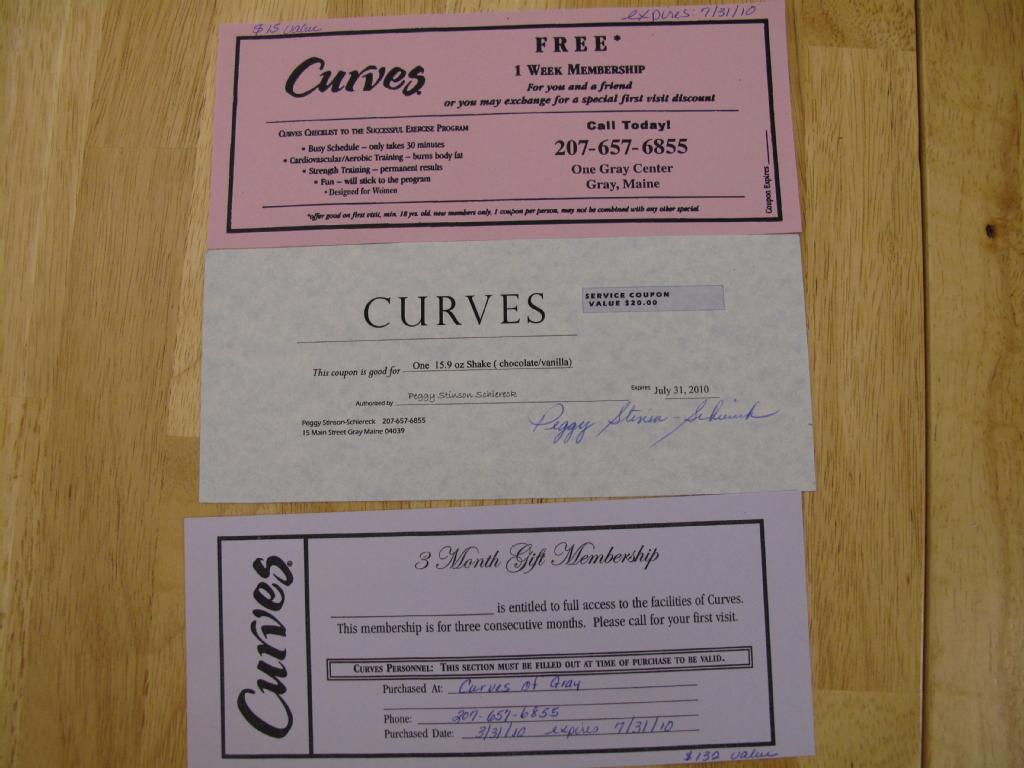 $15 value
expires: 7/31/10
Curves
FREE*
1 WEEK MEMBERSHIP
For you and a friend
or you may exchange for a special first visit discount
CURVES CHECKLIST TO THE SUCCESSFUL EXERCISE PROGRAM
• Busy Schedule – only takes 30 minutes
• Cardiovascular/Aerobic Training – burns body fat
• Strength Training – permanent results
• Fun – will stick to the program
• Designed for Women
Call Today!
207-657-6855
One Gray Center
Gray, Maine
Coupon Expires
*offer good on first visit, min. 18 yrs. old, new members only, 1 coupon per person, may not be combined with any other special
CURVES
SERVICE COUPON
VALUE $20.00
This coupon is good for One 15.9 oz Shake ( chocolate/vanilla)
Authorized by Peggy Stinson Schiereck
Expires July 31, 2010
Peggy Stinson-Schiereck 207-657-6855
15 Main Street Gray Maine 04039
Peggy Stinson-Schiereck
Curves
3 Month Gift Membership
is entitled to full access to the facilities of Curves.
This membership is for three consecutive months. Please call for your first visit.
CURVES PERSONNEL: THIS SECTION MUST BE FILLED OUT AT TIME OF PURCHASE TO BE VALID.
Purchased At: Curves of Gray
Phone: 207-657-6855
Purchased Date: 3/31/10 expires 7/31/10
$132 value